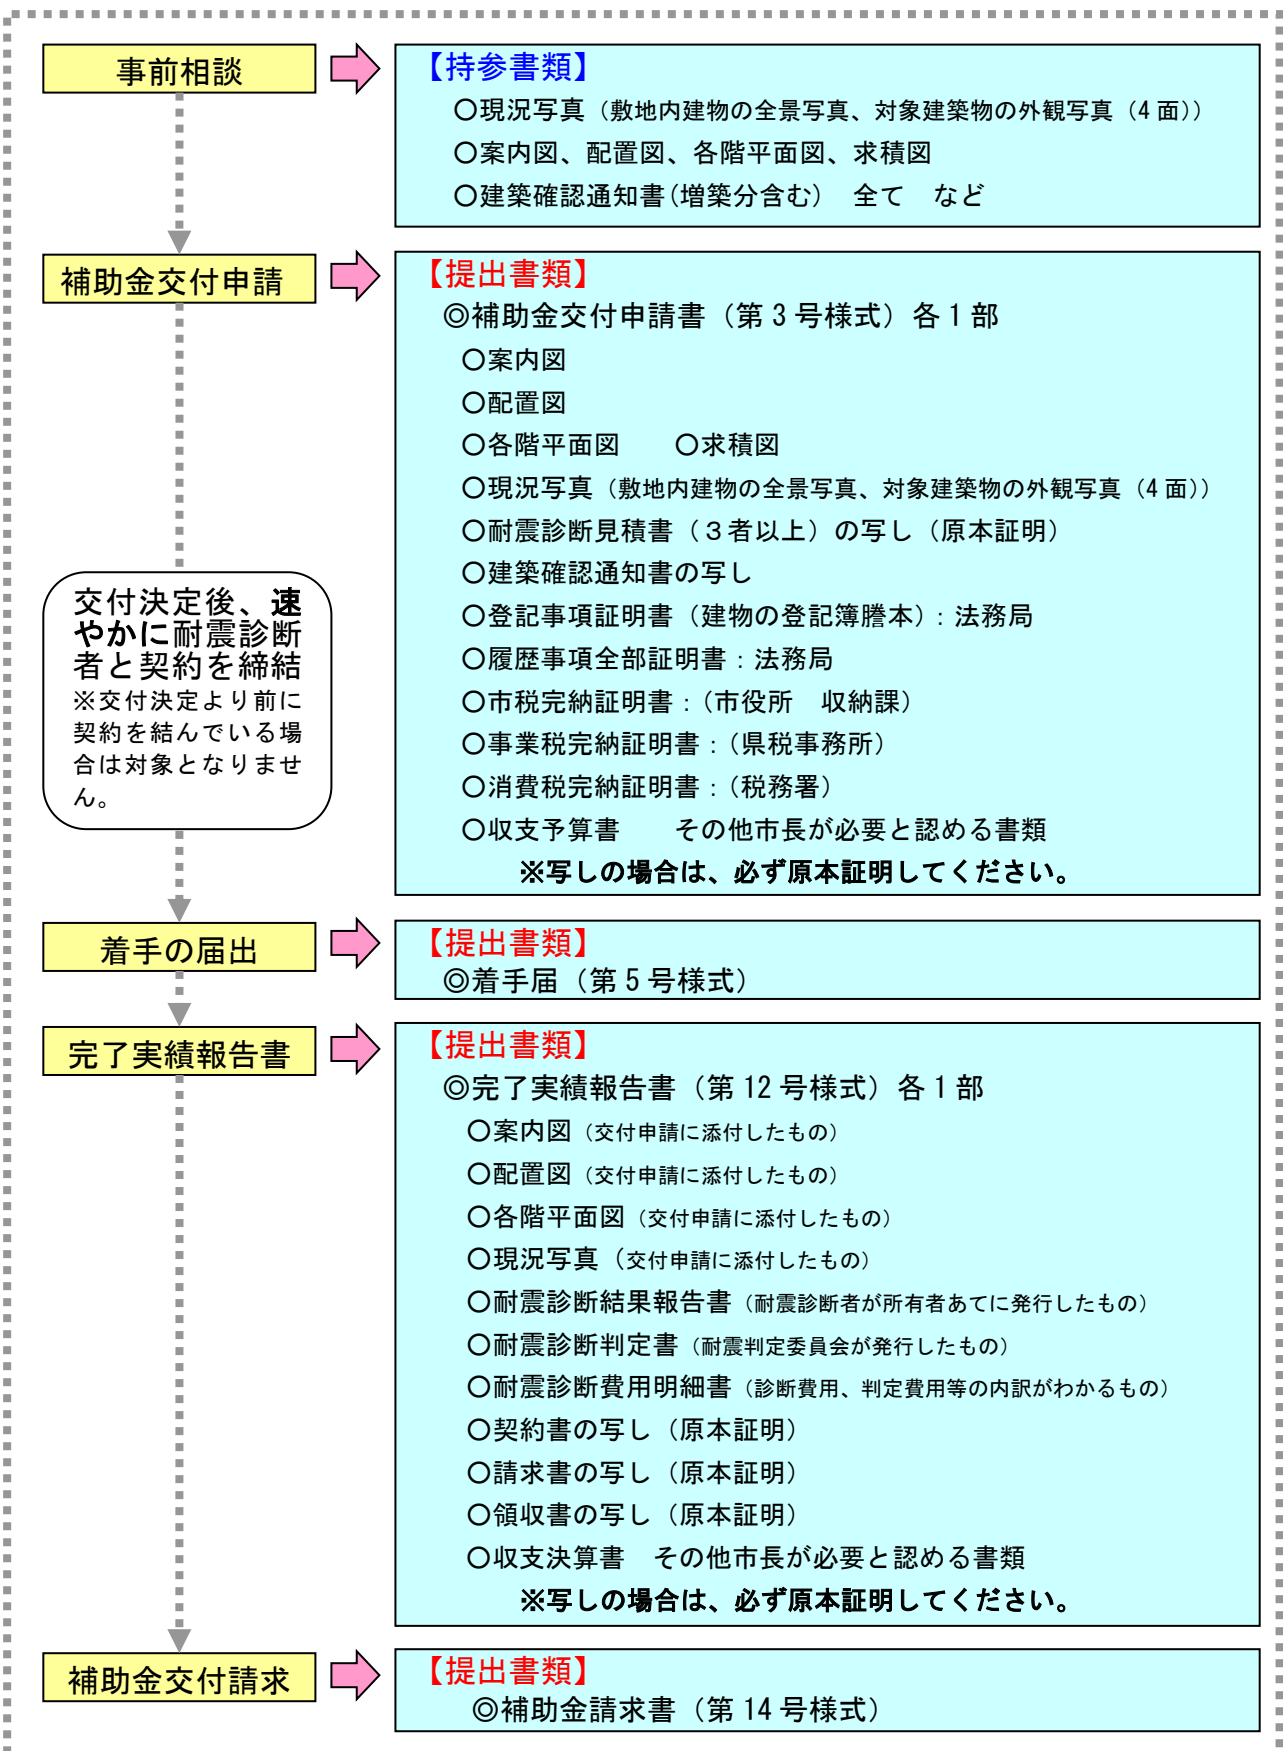 事前相談
【持参書類】
○現況写真（敷地内建物の全景写真、対象建築物の外観写真（4面））
○案内図、配置図、各階平面図、求積図
○建築確認通知書（増築分含む）　全て　など
補助金交付申請
【提出書類】
◎補助金交付申請書（第3号様式）各1部
○案内図
○配置図
○各階平面図　　○求積図
○現況写真（敷地内建物の全景写真、対象建築物の外観写真（4面））
○耐震診断見積書（３者以上）の写し（原本証明）
○建築確認通知書の写し
○登記事項証明書（建物の登記簿謄本）：法務局
○履歴事項全部証明書：法務局
○市税完納証明書：（市役所　収納課）
○事業税完納証明書：（県税事務所）
○消費税完納証明書：（税務署）
○収支予算書　　その他市長が必要と認める書類
※写しの場合は、必ず原本証明してください。
交付決定後、速
やかに耐震診断
者と契約を締結
※交付決定より前に
契約を結んでいる場
合は対象となりませ
ん。
着手の届出
【提出書類】
◎着手届（第5号様式）
完了実績報告書
【提出書類】
◎完了実績報告書（第12号様式）各1部
○案内図（交付申請に添付したもの）
○配置図（交付申請に添付したもの）
○各階平面図（交付申請に添付したもの）
○現況写真（交付申請に添付したもの）
○耐震診断結果報告書（耐震診断者が所有者あてに発行したもの）
○耐震診断判定書（耐震判定委員会が発行したもの）
○耐震診断費用明細書（診断費用、判定費用等の内訳がわかるもの）
○契約書の写し（原本証明）
○請求書の写し（原本証明）
○領収書の写し（原本証明）
○収支決算書　その他市長が必要と認める書類
※写しの場合は、必ず原本証明してください。
補助金交付請求
【提出書類】
◎補助金請求書（第14号様式）